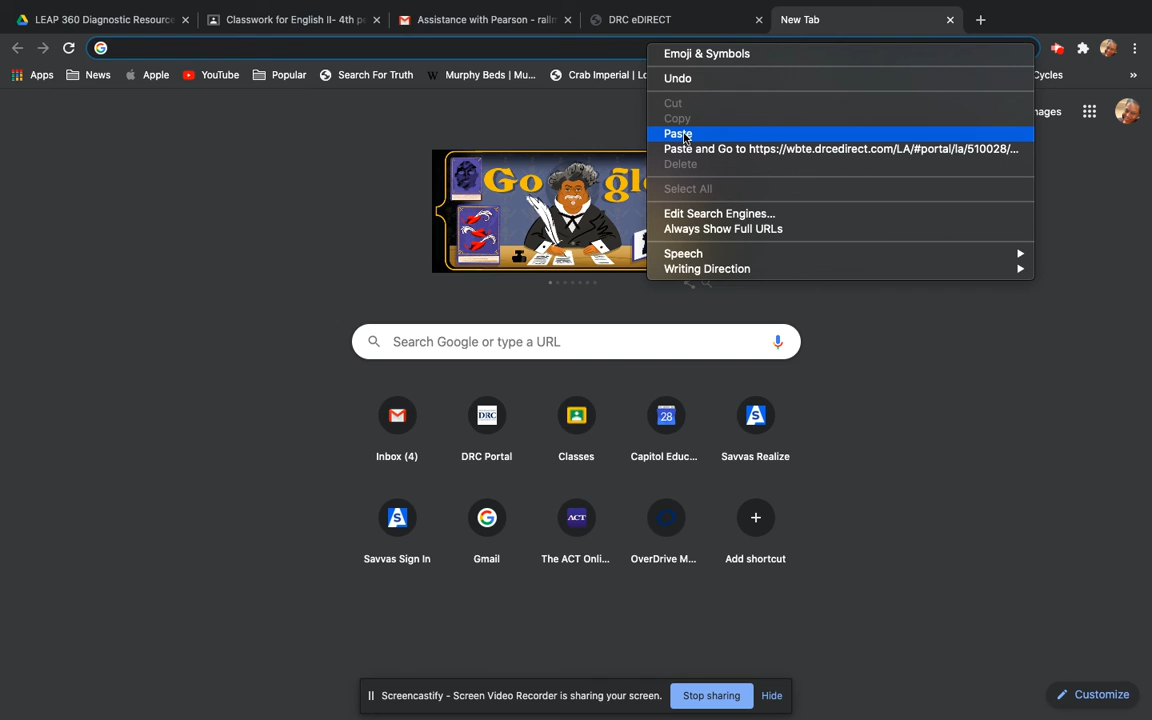 LEAP 360 Diagnostic Resource
Classwork for English II- 4th pe
Assistance with Pearson - rallm
DRC eDIRECT
New Tab
Apps
News
Apple
YouTube
Popular
Search For Truth
Murphy Beds | Mu...
Crab Imperial | Lo
Cycles
»
Emoji & Symbols
Undo
Cut
Copy
Paste
Paste and Go to https://wbte.drcedirect.com/LA/#portal/la/510028/...
Delete
Select All
Edit Search Engines...
Always Show Full URLs
Speech
Writing Direction
Search Google or type a URL
Inbox (4)
DRC Portal
Classes
Capitol Educ...
Savvas Realize
Savvas Sign In
Gmail
The ACT Onli...
OverDrive M...
Add shortcut
Screencastify - Screen Video Recorder is sharing your screen.
Stop sharing
Hide
Customize